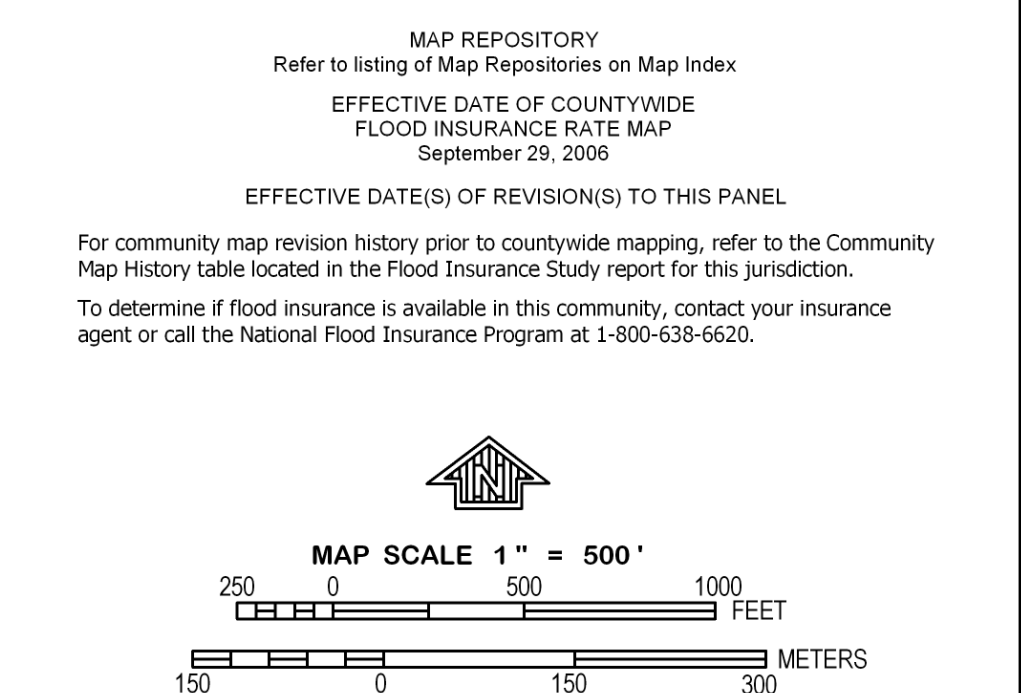 MAP REPOSITORY
Refer to listing of Map Repositories on Map Index
EFFECTIVE DATE OF COUNTYWIDE
FLOOD INSURANCE RATE MAP
September 29, 2006
EFFECTIVE DATE(S) OF REVISION(S) TO THIS PANEL
For community map revision history prior to countywide mapping, refer to the Community
Map History table located in the Flood Insurance Study report for this jurisdiction.
To determine if flood insurance is available in this community, contact your insurance
agent or call the National Flood Insurance Program at 1-800-638-6620.
N
MAP SCALE 1" = 500'
250 0 500 1000
FEET
METERS
150 0 150 300